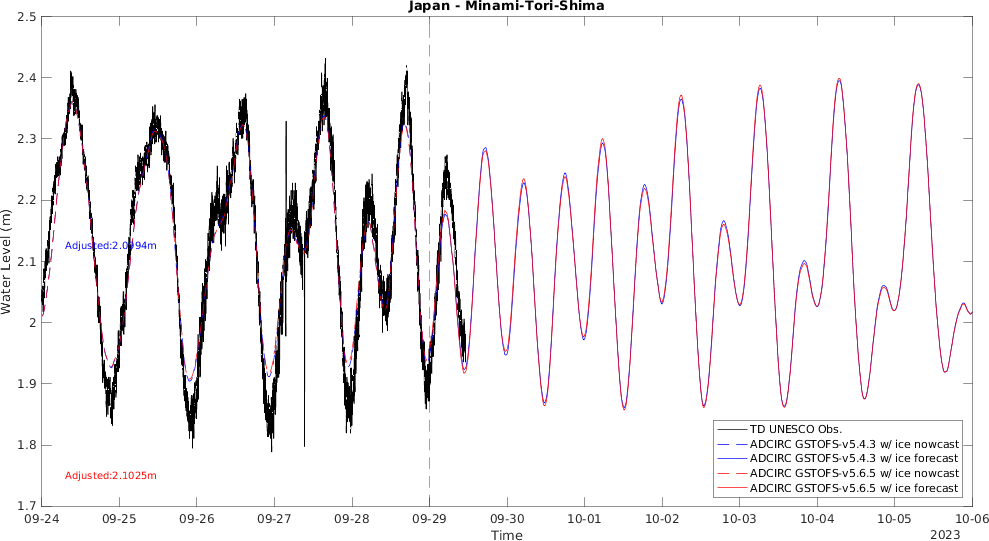 Japan - Minami-Tori-Shima
2.5
2.4
2.3
2.2
2.1
2
1.9
1.8
1.7
Water Level (m)
Adjusted:2.0994m
Adjusted:2.1025m
TD UNESCO Obs.
ADCIRC GSTOFS-v5.4.3 w/ ice nowcast
ADCIRC GSTOFS-v5.4.3 w/ ice forecast
ADCIRC GSTOFS-v5.6.5 w/ ice nowcast
ADCIRC GSTOFS-v5.6.5 w/ ice forecast
09-24 09-25 09-26 09-27 09-28 09-29 09-30 10-01 10-02 10-03 10-04 10-05 10-06
Time
2023